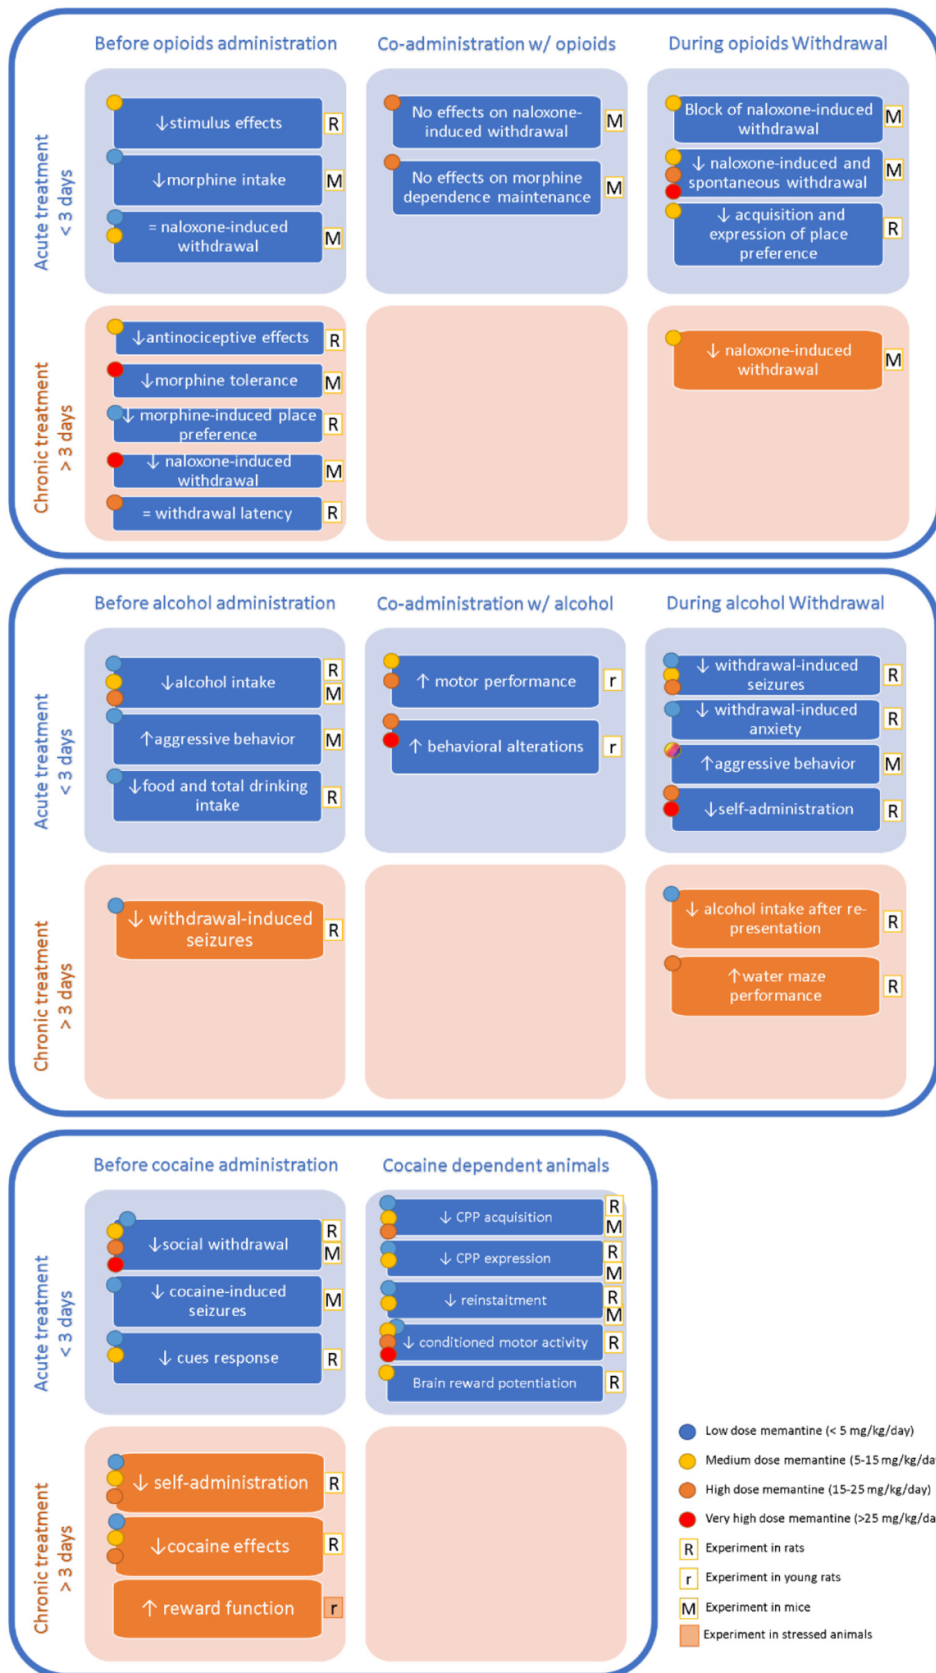 Before opioids administration
Co-administration w/ opioids
During opioids Withdrawal
Acute treatment
< 3 days
↓stimulus effects
R
↓morphine intake
M
= naloxone-induced
withdrawal
M
No effects on naloxone-
induced withdrawal
M
No effects on morphine
dependence maintenance
M
Block of naloxone-induced
withdrawal
M
↓ naloxone-induced and
spontaneous withdrawal
M
↓ acquisition and
expression of place
preference
R
Chronic treatment
> 3 days
↓antinociceptive effects
R
↓morphine tolerance
M
↓ morphine-induced place
preference
R
↓ naloxone-induced
withdrawal
M
= withdrawal latency
R
↓ naloxone-induced
withdrawal
M
Before alcohol administration
Co-administration w/ alcohol
During alcohol Withdrawal
Acute treatment
< 3 days
↓alcohol intake
R
M
↑aggressive behavior
M
↓food and total drinking
intake
R
↑ motor performance
r
↑ behavioral alterations
r
↓ withdrawal-induced
seizures
R
↓ withdrawal-induced
anxiety
R
↑aggressive behavior
M
↓self-administration
R
Chronic treatment
> 3 days
↓ withdrawal-induced
seizures
R
↓ alcohol intake after re-
presentation
R
↑water maze
performance
R
Before cocaine administration
Cocaine dependent animals
Acute treatment
< 3 days
↓social withdrawal
R
M
↓ cocaine-induced
seizures
M
↓ cues response
R
↓ CPP acquisition
R
M
↓ CPP expression
R
M
↓ reinstaitment
R
M
↓ conditioned motor activity
R
Brain reward potentiation
R
Chronic treatment
> 3 days
↓ self-administration
R
↓cocaine effects
R
↑ reward function
r
Low dose memantine (< 5 mg/kg/day)
Medium dose memantine (5-15 mg/kg/da
High dose memantine (15-25 mg/kg/day)
Very high dose memantine (>25 mg/kg/da
R Experiment in rats
r Experiment in young rats
M Experiment in mice
Experiment in stressed animals